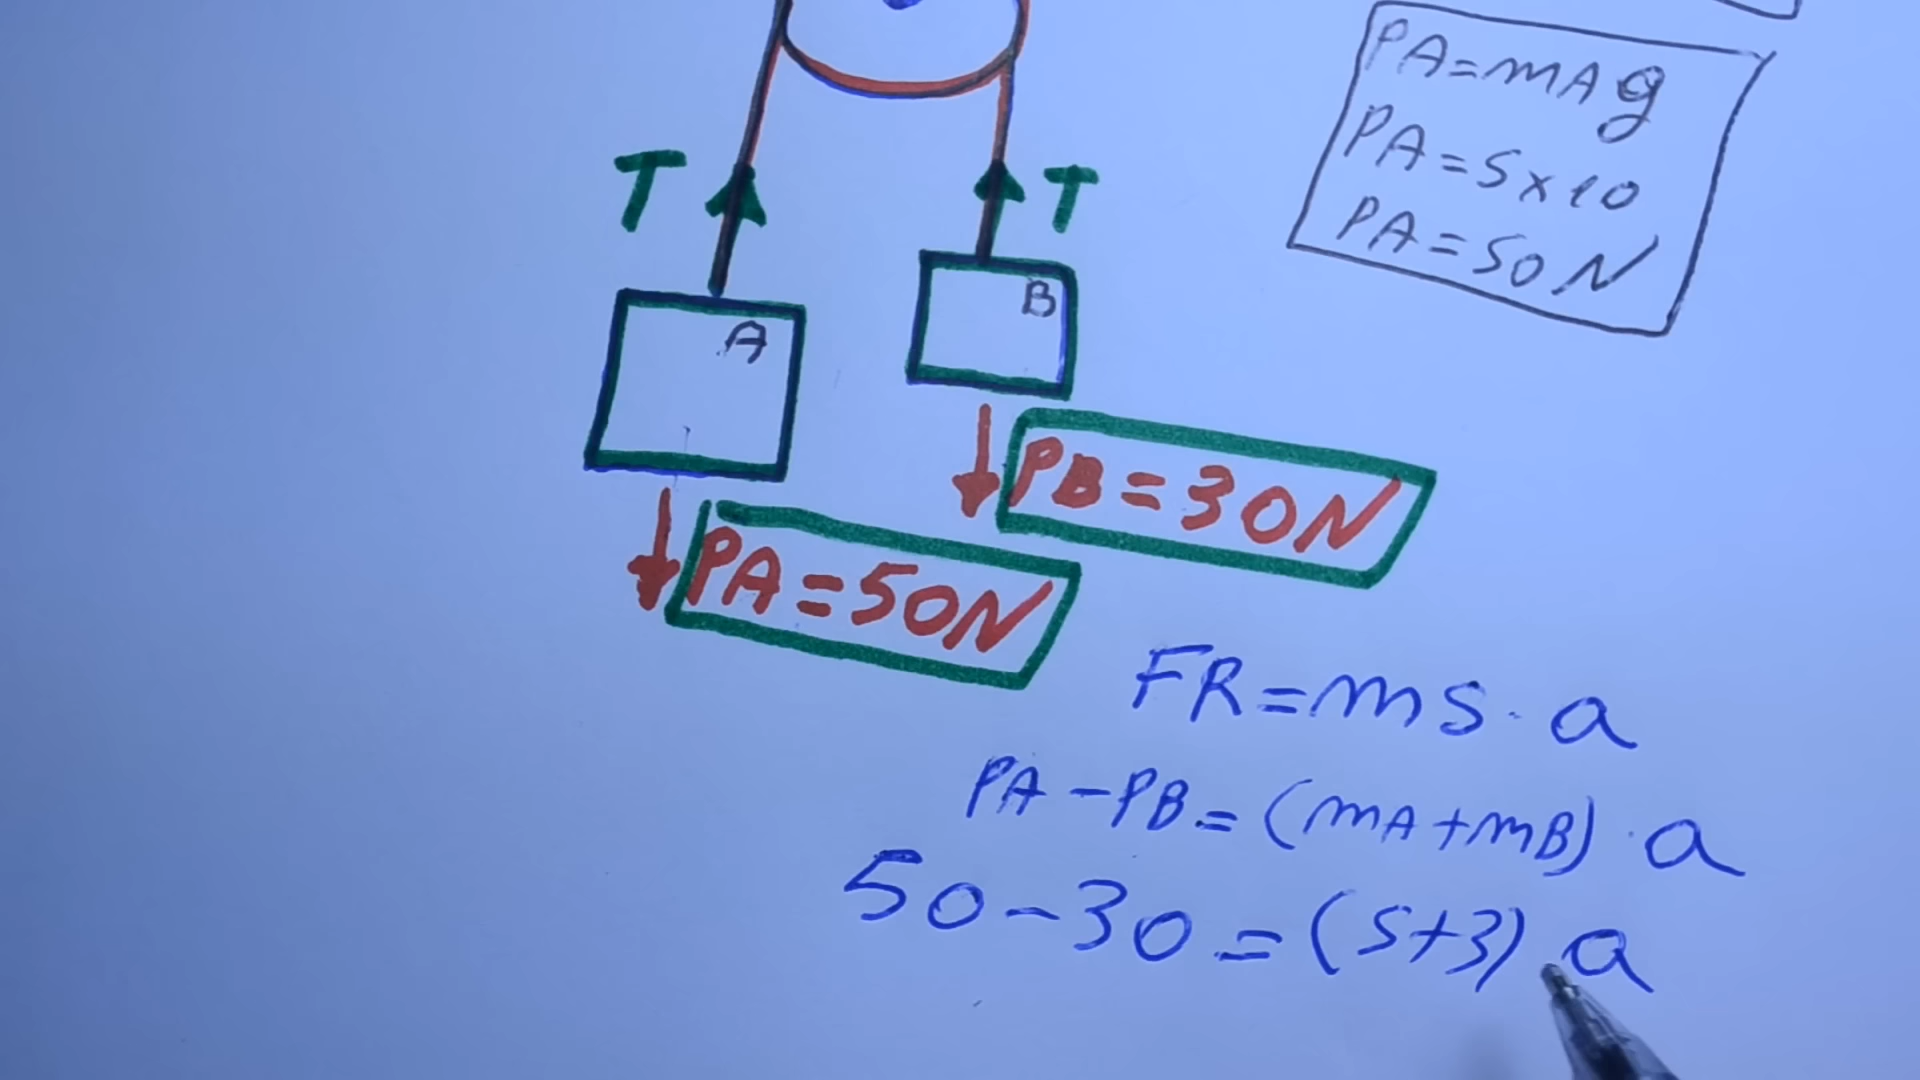 PA=mAg
PA=5x10
PA=50N
T
T
B
A
PB=30N
PA=50N
FR=ms.a
PA-PB=(mA+mB).a
50-30=(5+3).a